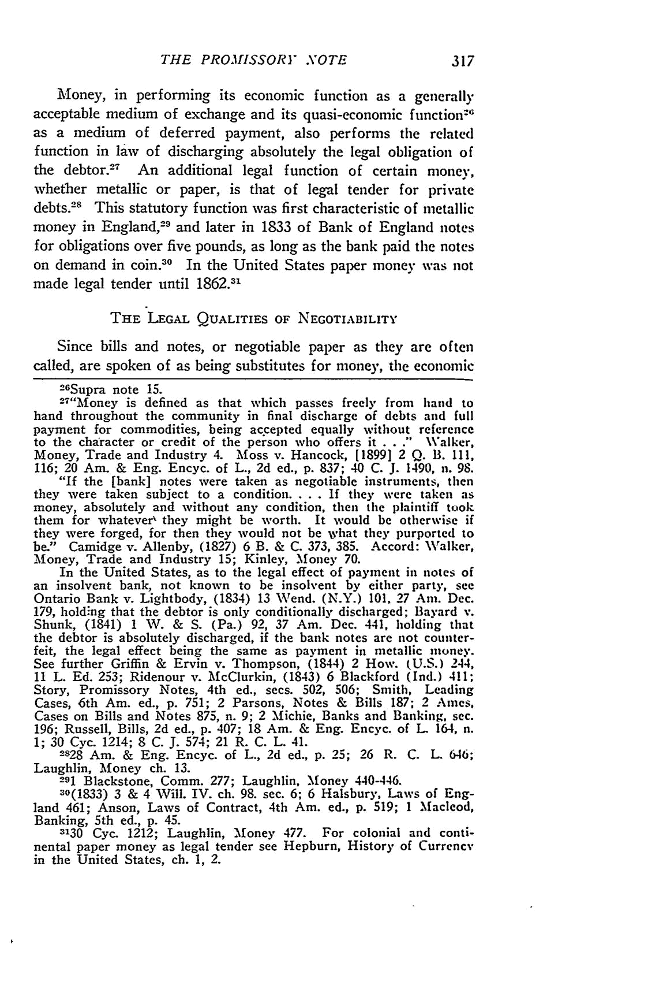 THE PROMISSORY NOTE 317
Money, in performing its economic function as a generally
acceptable medium of exchange and its quasi-economic function²⁶
as a medium of deferred payment, also performs the related
function in law of discharging absolutely the legal obligation of
the debtor.²⁷ An additional legal function of certain money,
whether metallic or paper, is that of legal tender for private
debts.²⁸ This statutory function was first characteristic of metallic
money in England,²⁹ and later in 1833 of Bank of England notes
for obligations over five pounds, as long as the bank paid the notes
on demand in coin.³⁰ In the United States paper money was not
made legal tender until 1862.³¹
THE LEGAL QUALITIES OF NEGOTIABILITY
Since bills and notes, or negotiable paper as they are often
called, are spoken of as being substitutes for money, the economic
²⁶Supra note 15.
²⁷"Money is defined as that which passes freely from hand to
hand throughout the community in final discharge of debts and full
payment for commodities, being accepted equally without reference
to the character or credit of the person who offers it . . ." Walker,
Money, Trade and Industry 4. Moss v. Hancock, [1899] 2 Q. B. 111,
116; 20 Am. & Eng. Encyc. of L., 2d ed., p. 837; 40 C. J. 1490, n. 98.
"If the [bank] notes were taken as negotiable instruments, then
they were taken subject to a condition. . . . If they were taken as
money, absolutely and without any condition, then the plaintiff took
them for whatever they might be worth. It would be otherwise if
they were forged, for then they would not be what they purported to
be." Camidge v. Allenby, (1827) 6 B. & C. 373, 385. Accord: Walker,
Money, Trade and Industry 15; Kinley, Money 70.
In the United States, as to the legal effect of payment in notes of
an insolvent bank, not known to be insolvent by either party, see
Ontario Bank v. Lightbody, (1834) 13 Wend. (N.Y.) 101, 27 Am. Dec.
179, holding that the debtor is only conditionally discharged; Bayard v.
Shunk, (1841) 1 W. & S. (Pa.) 92, 37 Am. Dec. 441, holding that
the debtor is absolutely discharged, if the bank notes are not counter-
feit, the legal effect being the same as payment in metallic money.
See further Griffin & Ervin v. Thompson, (1844) 2 How. (U.S.) 244,
11 L. Ed. 253; Ridenour v. McClurkin, (1843) 6 Blackford (Ind.) 411;
Story, Promissory Notes, 4th ed., secs. 502, 506; Smith, Leading
Cases, 6th Am. ed., p. 751; 2 Parsons, Notes & Bills 187; 2 Ames,
Cases on Bills and Notes 875, n. 9; 2 Michie, Banks and Banking, sec.
196; Russell, Bills, 2d ed., p. 407; 18 Am. & Eng. Encyc. of L. 164, n.
1; 30 Cyc. 1214; 8 C. J. 574; 21 R. C. L. 41.
²⁸28 Am. & Eng. Encyc. of L., 2d ed., p. 25; 26 R. C. L. 646;
Laughlin, Money ch. 13.
²⁹1 Blackstone, Comm. 277; Laughlin, Money 440-446.
³⁰(1833) 3 & 4 Will. IV. ch. 98. sec. 6; 6 Halsbury, Laws of Eng-
land 461; Anson, Laws of Contract, 4th Am. ed., p. 519; 1 Macleod,
Banking, 5th ed., p. 45.
³¹30 Cyc. 1212; Laughlin, Money 477. For colonial and conti-
nental paper money as legal tender see Hepburn, History of Currency
in the United States, ch. 1, 2.